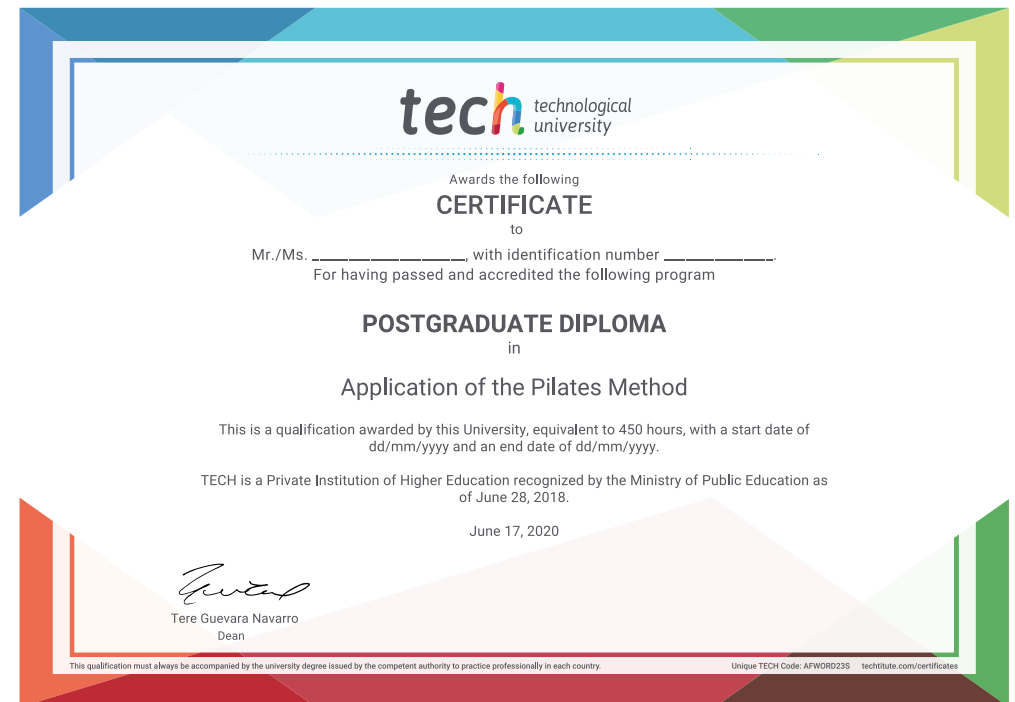 tech technological
university
Awards the following
CERTIFICATE
to
Mr./Ms. ____________________, with identification number ______________.
For having passed and accredited the following program
POSTGRADUATE DIPLOMA
in
Application of the Pilates Method
This is a qualification awarded by this University, equivalent to 450 hours, with a start date of
dd/mm/yyyy and an end date of dd/mm/yyyy.
TECH is a Private Institution of Higher Education recognized by the Ministry of Public Education as
of June 28, 2018.
June 17, 2020
Tere Guevara Navarro
Dean
This qualification must always be accompanied by the university degree issued by the competent authority to practice professionally in each country. Unique TECH Code: AFWORD23S techtitute.com/certificates